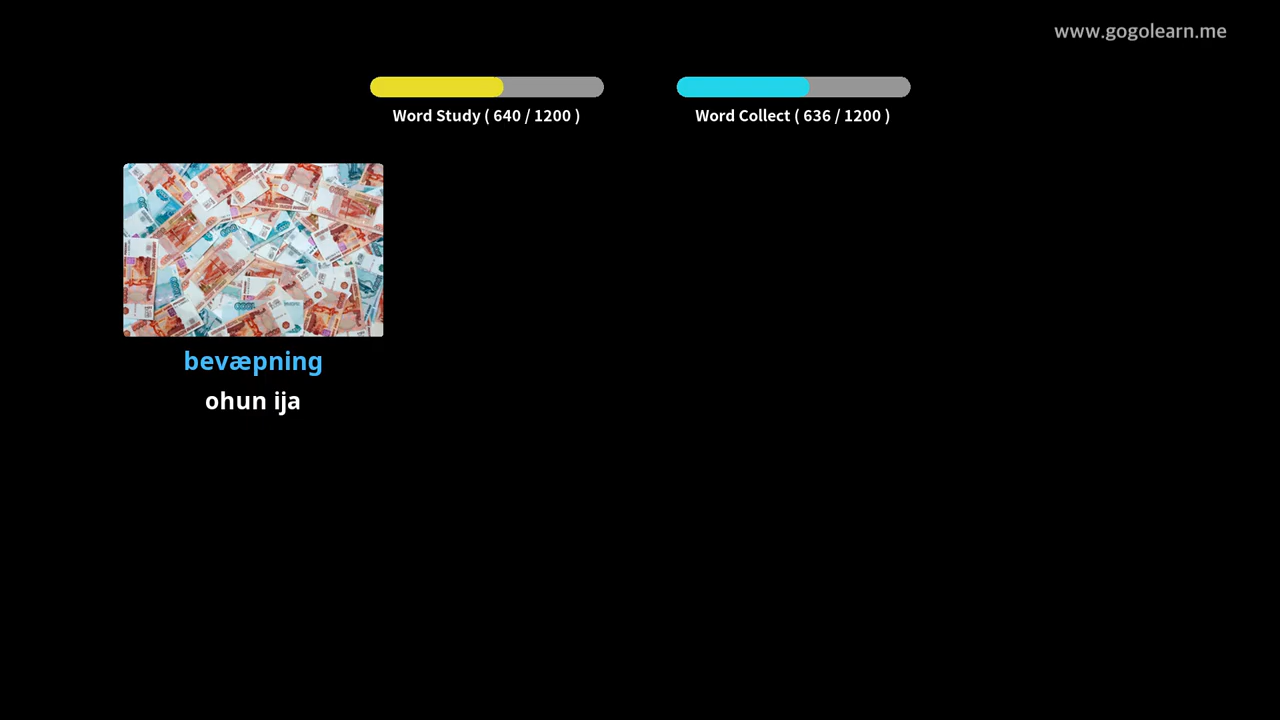 www.gogolearn.me
Word Study ( 640 / 1200 )
Word Collect ( 636 / 1200 )
bevæpning
ohun ija